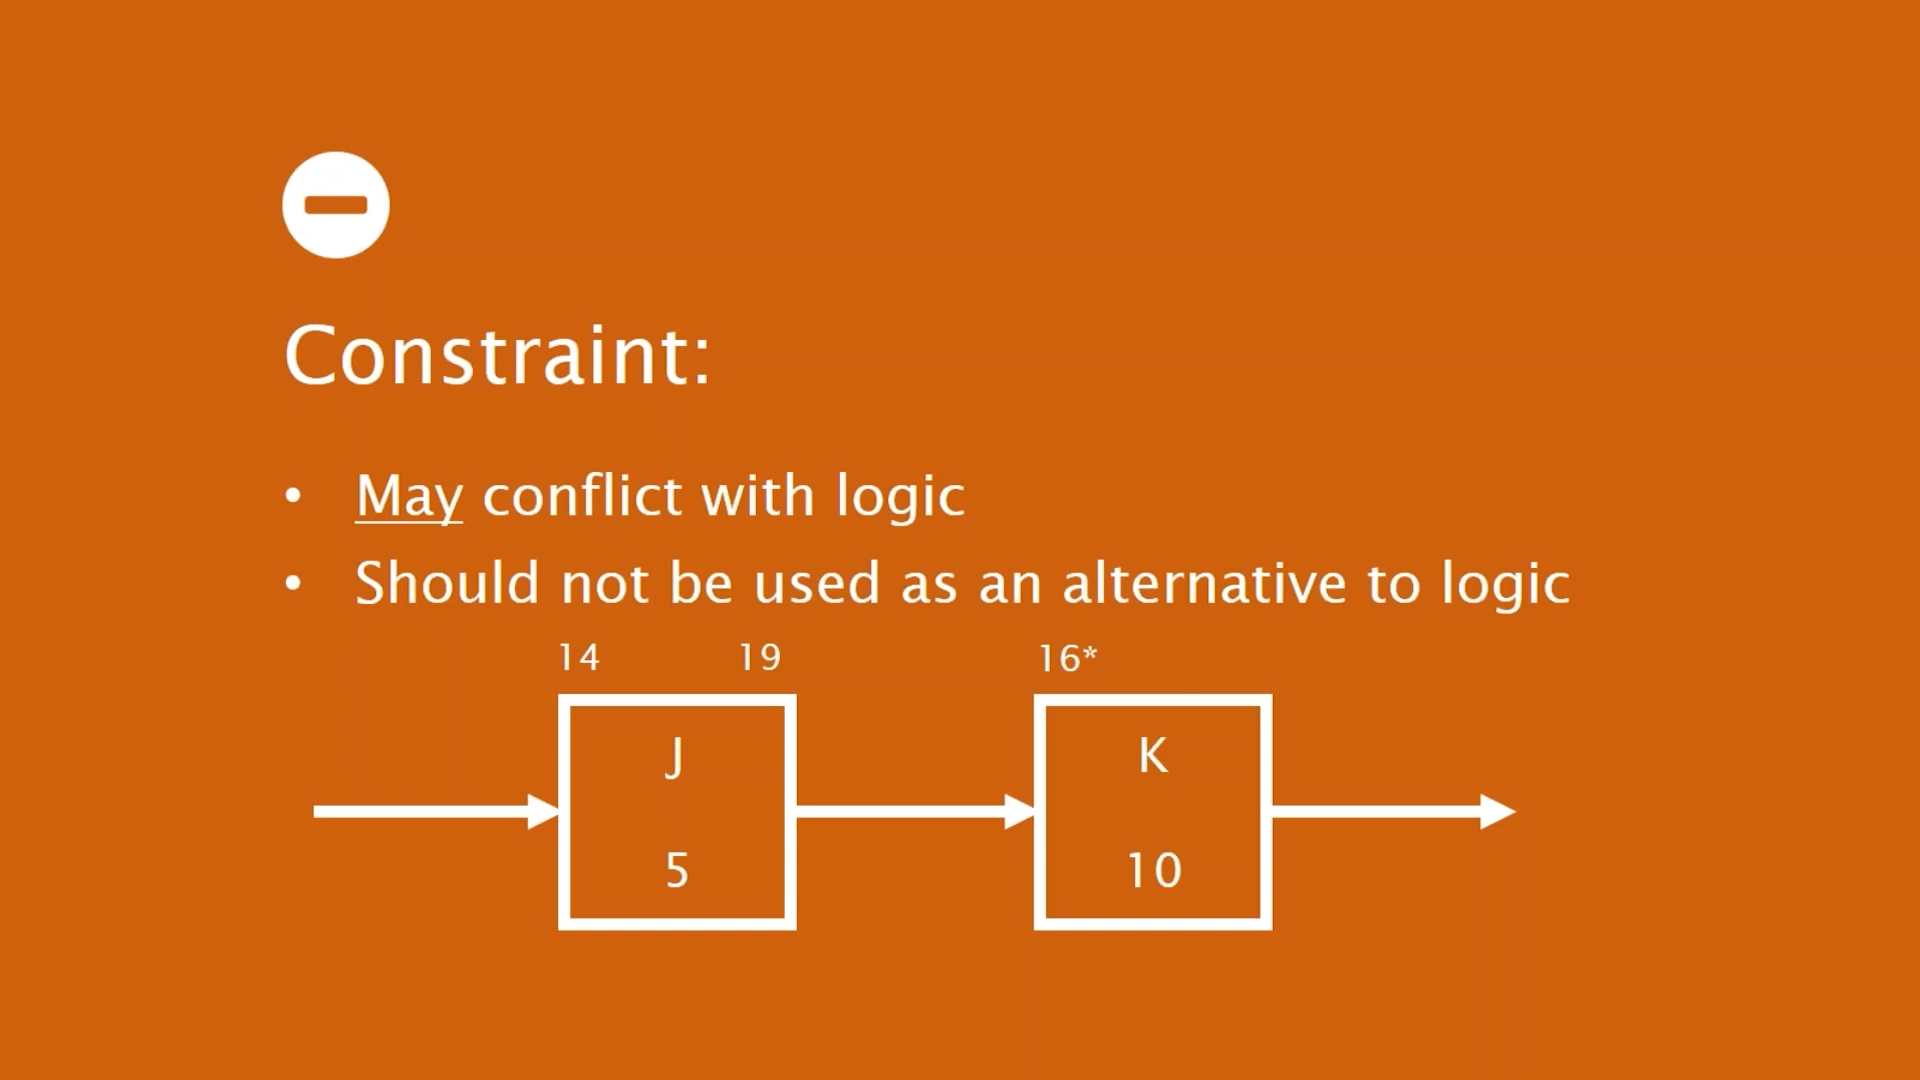 Constraint:
• May conflict with logic
• Should not be used as an alternative to logic
14 19 16*
J K
5 10